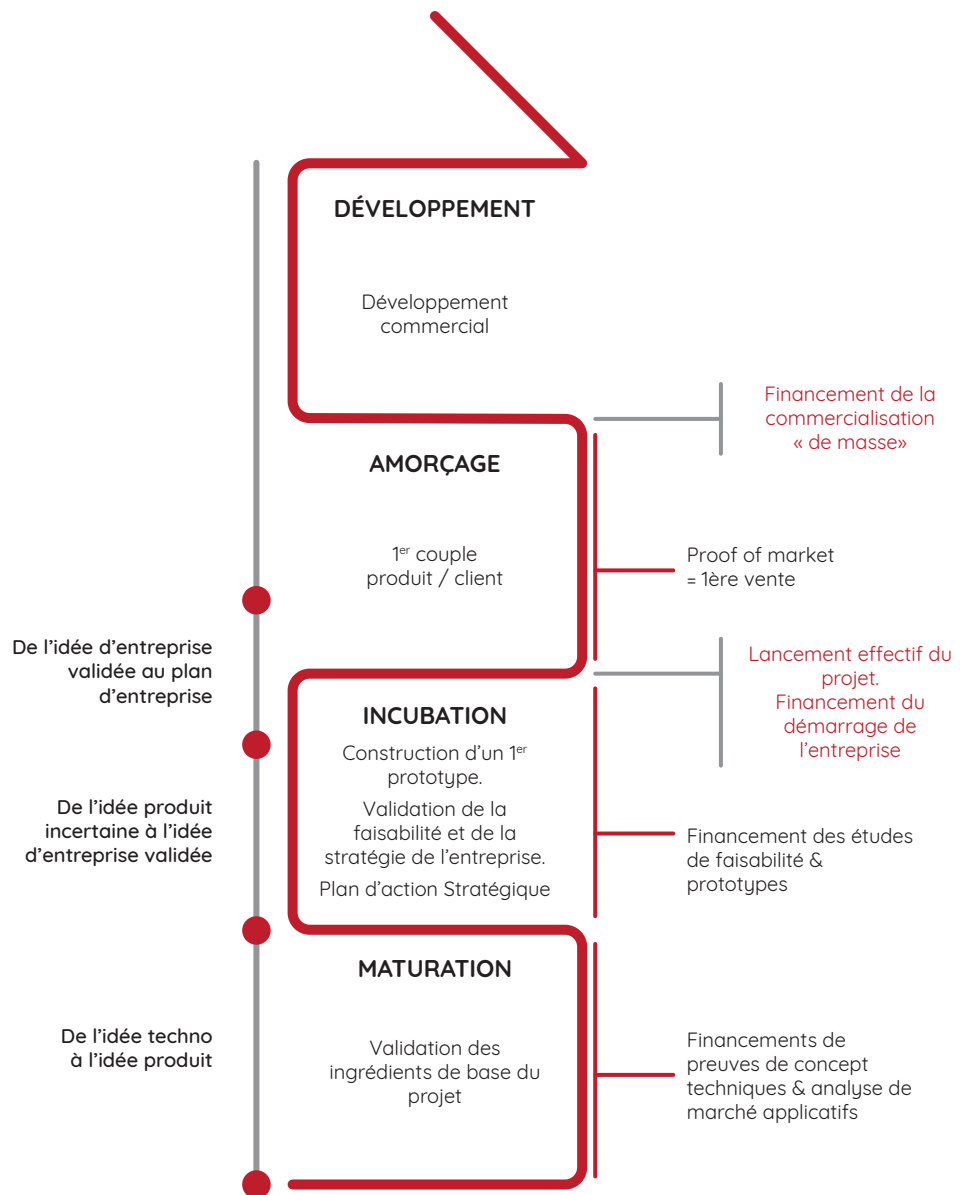 DÉVELOPPEMENT
Développement
commercial
Financement de la
commercialisation
« de masse»
AMORÇAGE
1er couple
produit / client
Proof of market
= 1ère vente
De l'idée d'entreprise
validée au plan
d'entreprise
Lancement effectif du
projet.
Financement du
démarrage de
l'entreprise
INCUBATION
Construction d'un 1er
prototype.
Validation de la
faisabilité et de la
stratégie de l'entreprise.
Plan d'action Stratégique
De l'idée produit
incertaine à l'idée
d'entreprise validée
Financement des études
de faisabilité &
prototypes
MATURATION
Validation des
ingrédients de base du
projet
De l'idée techno
à l'idée produit
Financements de
preuves de concept
techniques & analyse de
marché applicatifs